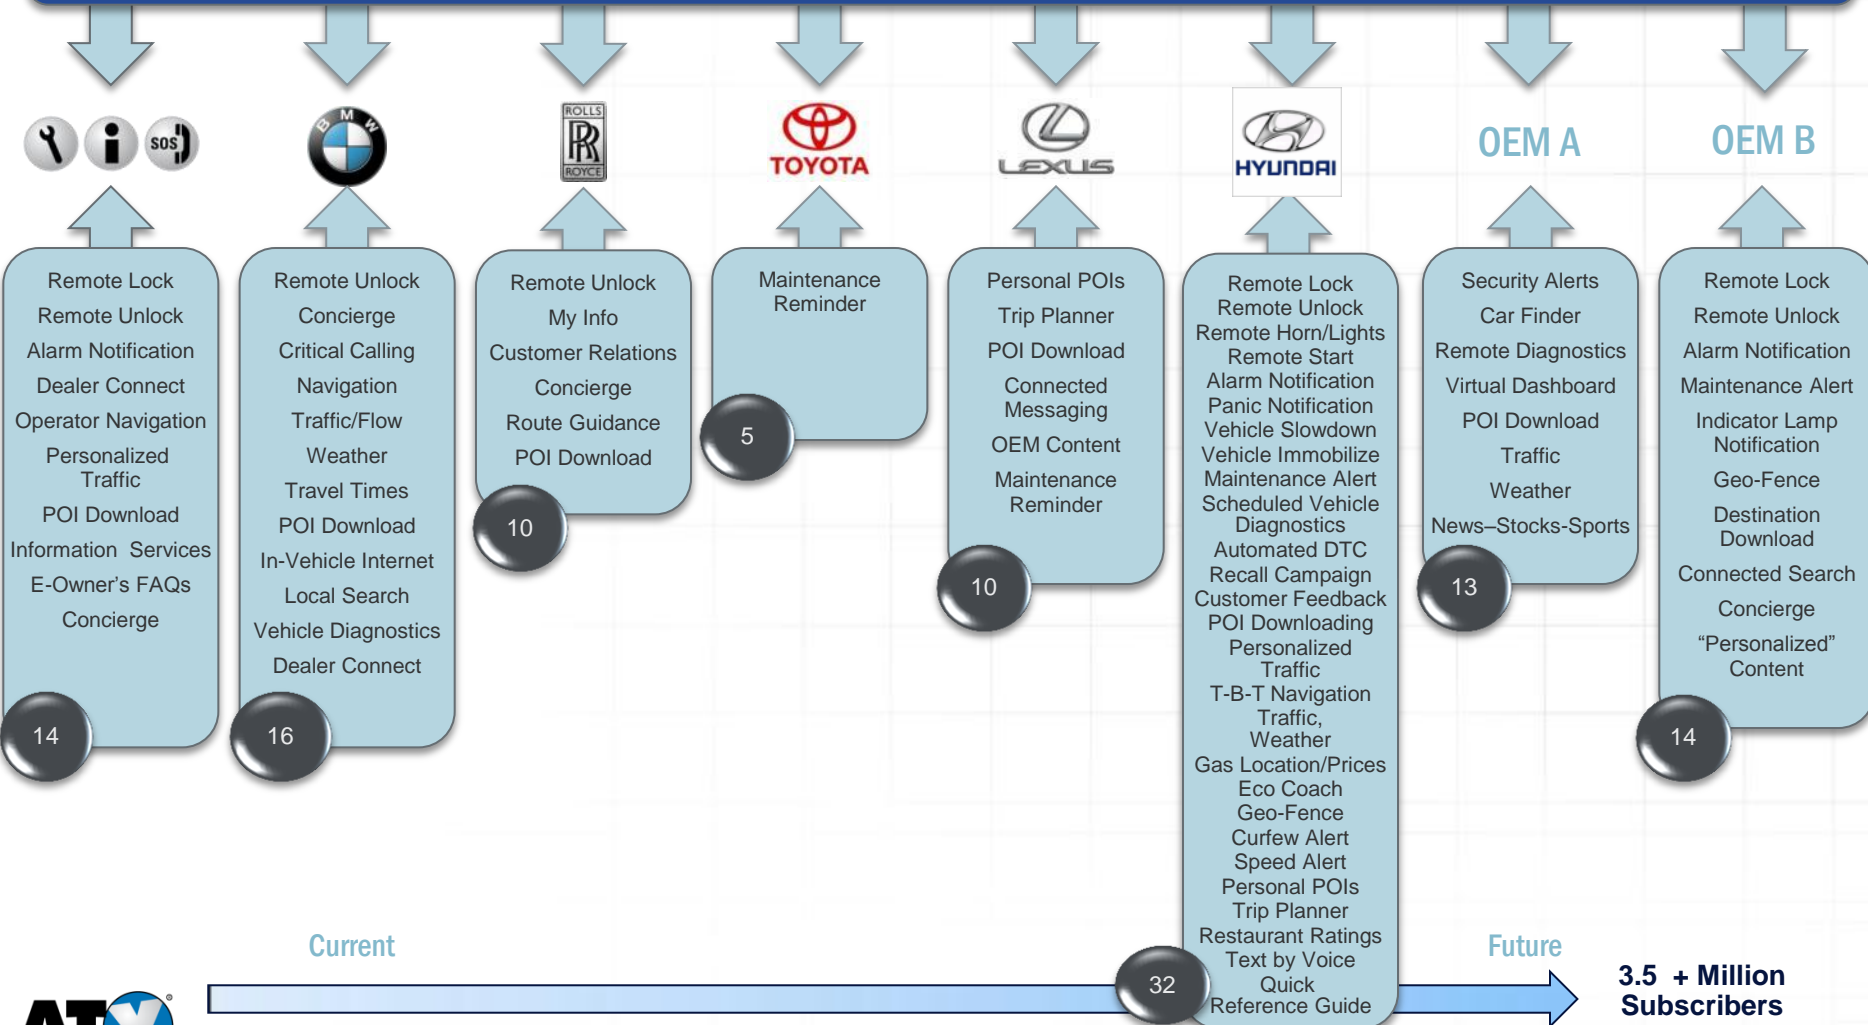 SOS
BMW
ROLLS
RR
ROYCE
TOYOTA
LEXUS
HYUNDAI
OEM A
OEM B
Remote Lock
Remote Unlock
Alarm Notification
Dealer Connect
Operator Navigation
Personalized
Traffic
POI Download
Information Services
E-Owner's FAQs
Concierge
14
Remote Unlock
Concierge
Critical Calling
Navigation
Traffic/Flow
Weather
Travel Times
POI Download
In-Vehicle Internet
Local Search
Vehicle Diagnostics
Dealer Connect
16
Remote Unlock
My Info
Customer Relations
Concierge
Route Guidance
POI Download
10
Maintenance
Reminder
5
Personal POIs
Trip Planner
POI Download
Connected
Messaging
OEM Content
Maintenance
Reminder
10
Remote Lock
Remote Unlock
Remote Horn/Lights
Remote Start
Alarm Notification
Panic Notification
Vehicle Slowdown
Vehicle Immobilize
Maintenance Alert
Scheduled Vehicle
Diagnostics
Automated DTC
Recall Campaign
Customer Feedback
POI Downloading
Personalized
Traffic
T-B-T Navigation
Traffic,
Weather
Gas Location/Prices
Eco Coach
Geo-Fence
Curfew Alert
Speed Alert
Personal POIs
Trip Planner
Restaurant Ratings
Text by Voice
Quick
Reference Guide
32
Security Alerts
Car Finder
Remote Diagnostics
Virtual Dashboard
POI Download
Traffic
Weather
News–Stocks-Sports
13
Remote Lock
Remote Unlock
Alarm Notification
Maintenance Alert
Indicator Lamp
Notification
Geo-Fence
Destination
Download
Connected Search
Concierge
“Personalized”
Content
14
Current
Future
3.5 + Million
Subscribers
ATX